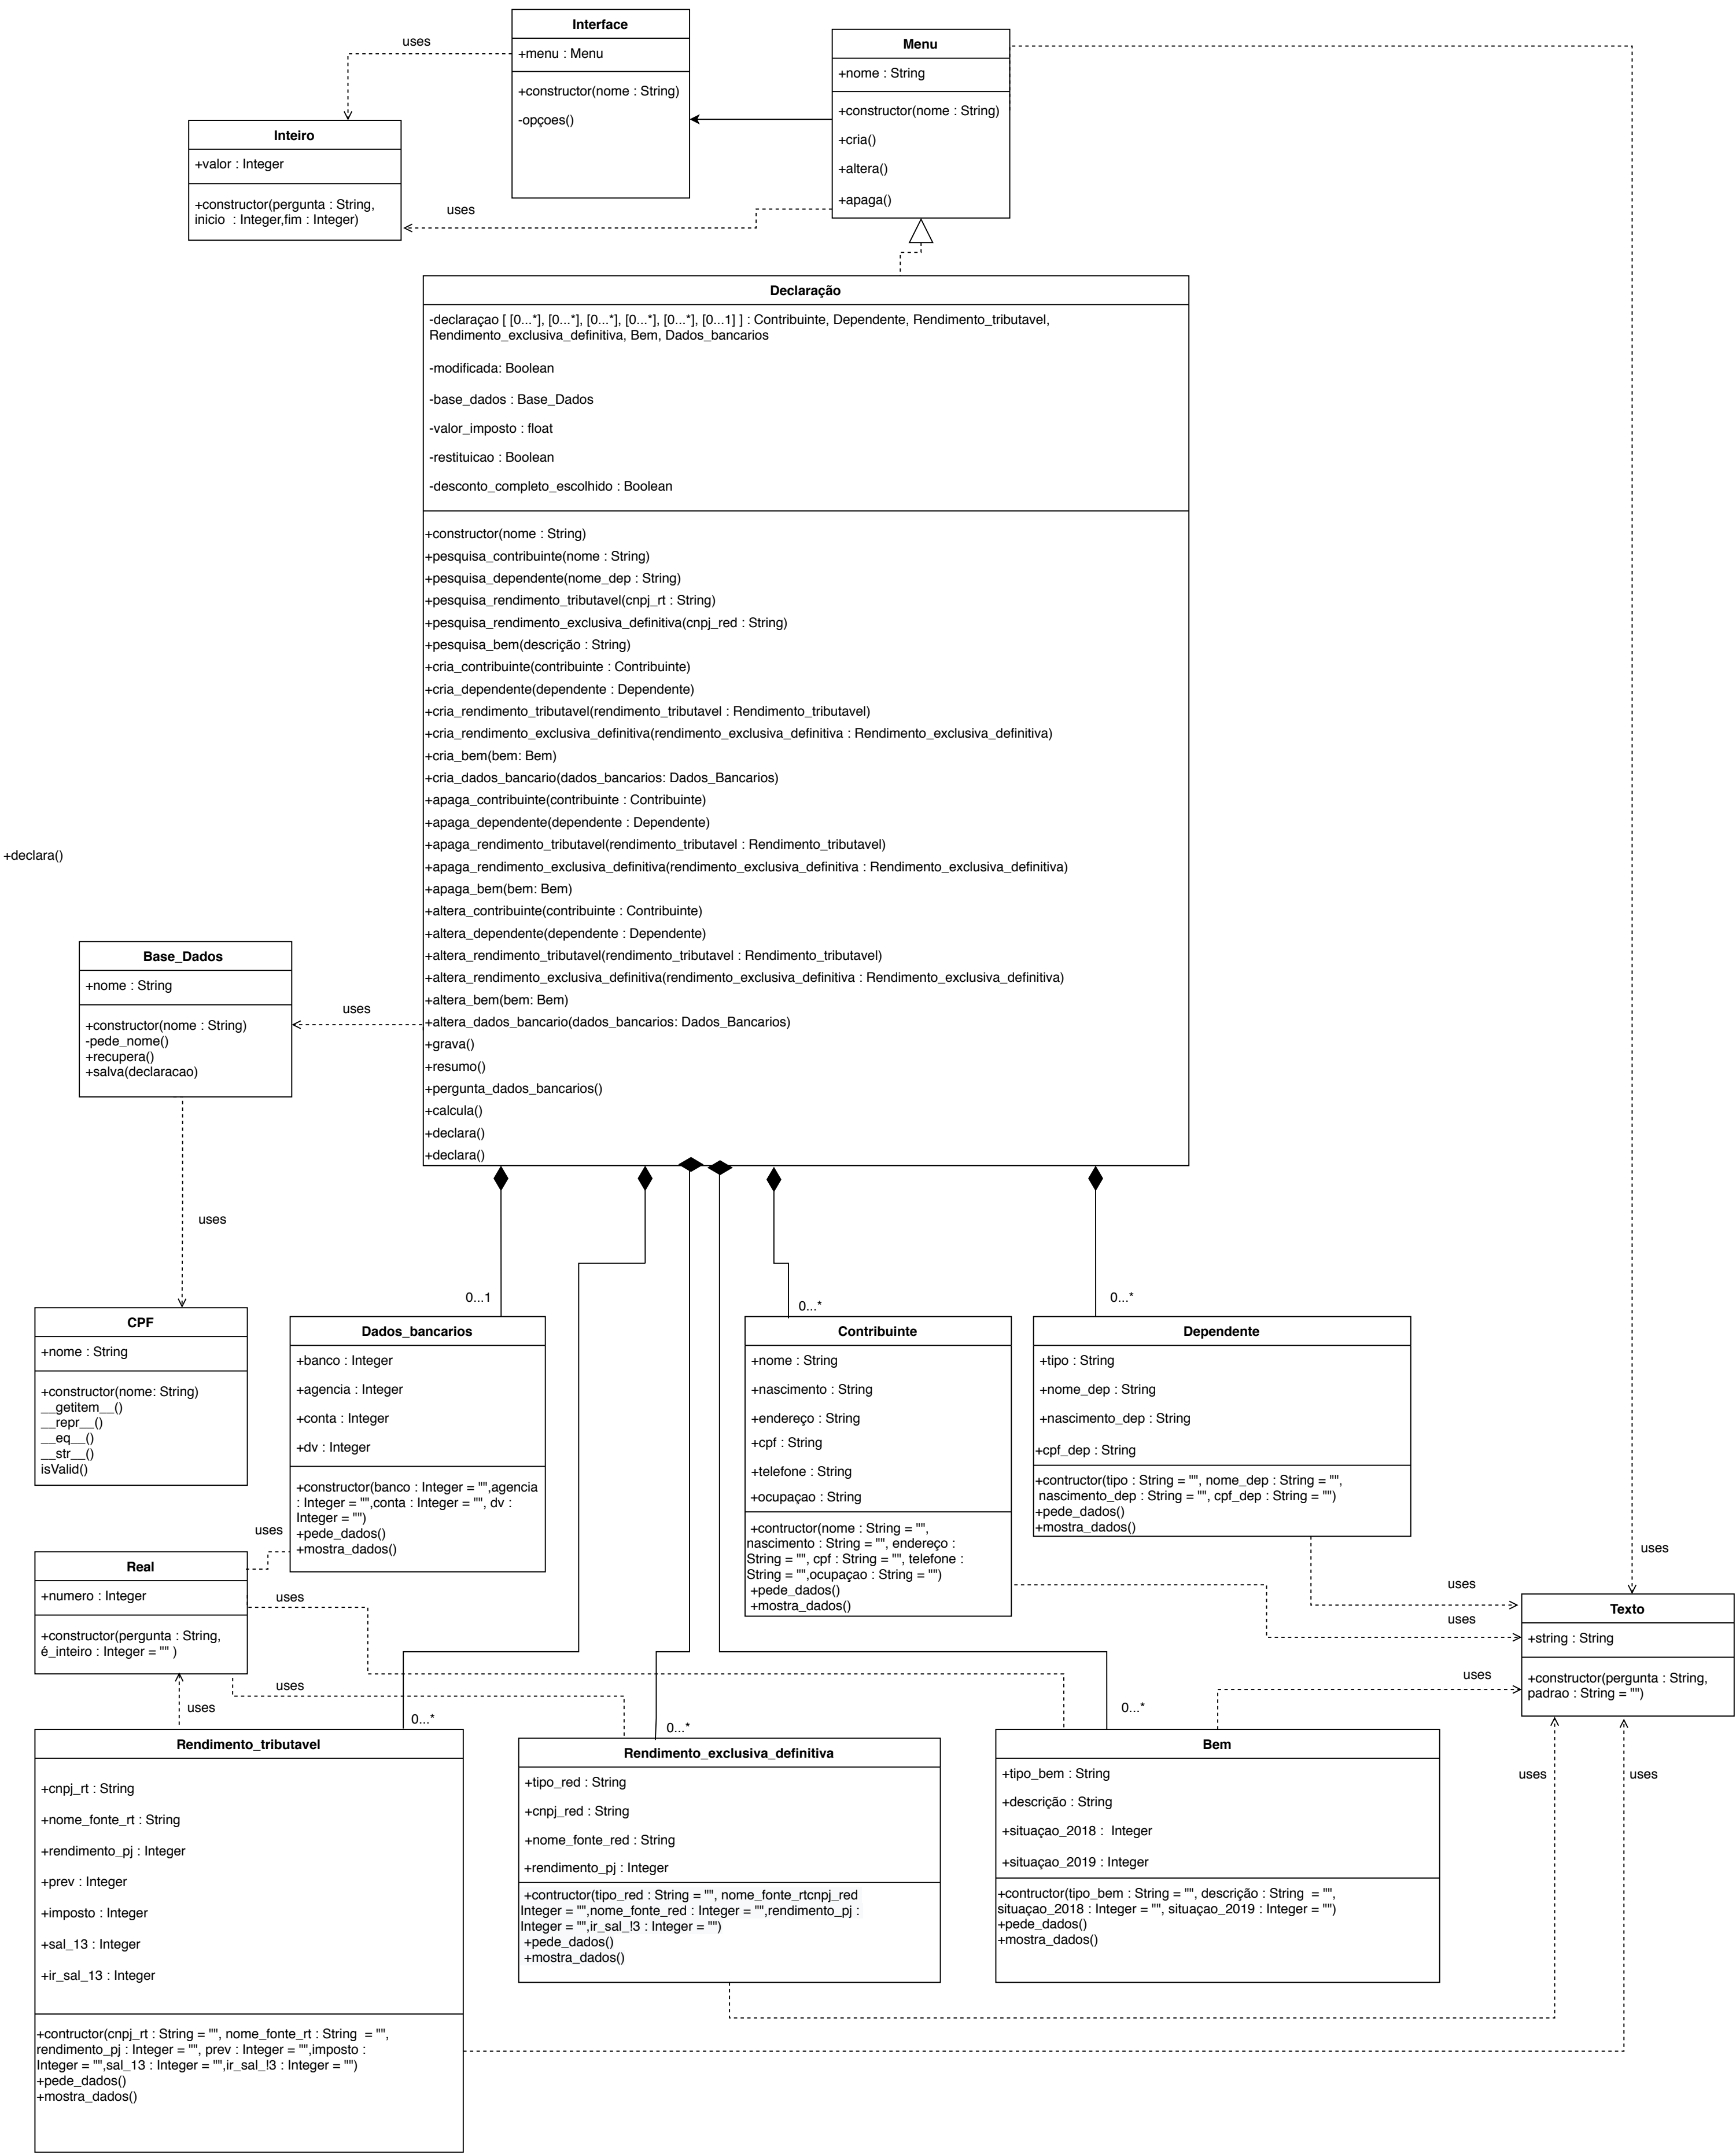 Interface
+menu : Menu
+constructor(nome : String)
-opçoes()
uses
Menu
+nome : String
+constructor(nome : String)
+cria()
+altera()
+apaga()
Inteiro
+valor : Integer
+constructor(pergunta : String,
inicio  : Integer,fim : Integer)
uses
Declaração
-declaraçao [ [0...*], [0...*], [0...*], [0...*], [0...*], [0...1] ] : Contribuinte, Dependente, Rendimento_tributavel,
Rendimento_exclusiva_definitiva, Bem, Dados_bancarios
-modificada: Boolean
-base_dados : Base_Dados
-valor_imposto : float
-restituicao : Boolean
-desconto_completo_escolhido : Boolean
+constructor(nome : String)
+pesquisa_contribuinte(nome : String)
+pesquisa_dependente(nome_dep : String)
+pesquisa_rendimento_tributavel(cnpj_rt : String)
+pesquisa_rendimento_exclusiva_definitiva(cnpj_red : String)
+pesquisa_bem(descrição : String)
+cria_contribuinte(contribuinte : Contribuinte)
+cria_dependente(dependente : Dependente)
+cria_rendimento_tributavel(rendimento_tributavel : Rendimento_tributavel)
+cria_rendimento_exclusiva_definitiva(rendimento_exclusiva_definitiva : Rendimento_exclusiva_definitiva)
+cria_bem(bem: Bem)
+cria_dados_bancario(dados_bancarios: Dados_Bancarios)
+apaga_contribuinte(contribuinte : Contribuinte)
+apaga_dependente(dependente : Dependente)
+apaga_rendimento_tributavel(rendimento_tributavel : Rendimento_tributavel)
+apaga_rendimento_exclusiva_definitiva(rendimento_exclusiva_definitiva : Rendimento_exclusiva_definitiva)
+apaga_bem(bem: Bem)
+altera_contribuinte(contribuinte : Contribuinte)
+altera_dependente(dependente : Dependente)
+altera_rendimento_tributavel(rendimento_tributavel : Rendimento_tributavel)
+altera_rendimento_exclusiva_definitiva(rendimento_exclusiva_definitiva : Rendimento_exclusiva_definitiva)
+altera_bem(bem: Bem)
+altera_dados_bancario(dados_bancarios: Dados_Bancarios)
+grava()
+resumo()
+pergunta_dados_bancarios()
+calcula()
+declara()
+declara()
+declara()
Base_Dados
+nome : String
+constructor(nome : String)
-pede_nome()
+recupera()
+salva(declaracao)
uses
uses
CPF
+nome : String
+constructor(nome: String)
__getitem__()
__repr__()
__eq__()
__str__()
isValid()
0...1
Dados_bancarios
+banco : Integer
+agencia : Integer
+conta : Integer
+dv : Integer
+constructor(banco : Integer = "",agencia
: Integer = "",conta : Integer = "", dv :
Integer = "")
+pede_dados()
+mostra_dados()
0...*
Contribuinte
+nome : String
+nascimento : String
+endereço : String
+cpf : String
+telefone : String
+ocupaçao : String
+contructor(nome : String = "",
nascimento : String = "", endereço :
String = "", cpf : String = "", telefone :
String = "",ocupaçao : String = "")
+pede_dados()
+mostra_dados()
0...*
Dependente
+tipo : String
+nome_dep : String
+nascimento_dep : String
+cpf_dep : String
+contructor(tipo : String = "", nome_dep : String = "",
nascimento_dep : String = "", cpf_dep : String = "")
+pede_dados()
+mostra_dados()
uses
Real
+numero : Integer
+constructor(pergunta : String,
é_inteiro : Integer = "" )
uses
uses
uses
uses
uses
uses
uses
Texto
+string : String
+constructor(pergunta : String,
padrao : String = "")
uses
uses
0...*
Rendimento_tributavel
+cnpj_rt : String
+nome_fonte_rt : String
+rendimento_pj : Integer
+prev : Integer
+imposto : Integer
+sal_13 : Integer
+ir_sal_13 : Integer
+contructor(cnpj_rt : String = "", nome_fonte_rt : String  = "",
rendimento_pj : Integer = "", prev : Integer = "",imposto :
Integer = "",sal_13 : Integer = "",ir_sal_!3 : Integer = "")
+pede_dados()
+mostra_dados()
0...*
Rendimento_exclusiva_definitiva
+tipo_red : String
+cnpj_red : String
+nome_fonte_red : String
+rendimento_pj : Integer
+contructor(tipo_red : String = "", nome_fonte_rtcnpj_red
Integer = "",nome_fonte_red : Integer = "",rendimento_pj :
Integer = "",ir_sal_!3 : Integer = "")
+pede_dados()
+mostra_dados()
0...*
Bem
+tipo_bem : String
+descrição : String
+situaçao_2018 :  Integer
+situaçao_2019 : Integer
+contructor(tipo_bem : String = "", descrição : String  = "",
situaçao_2018 : Integer = "", situaçao_2019 : Integer = "")
+pede_dados()
+mostra_dados()